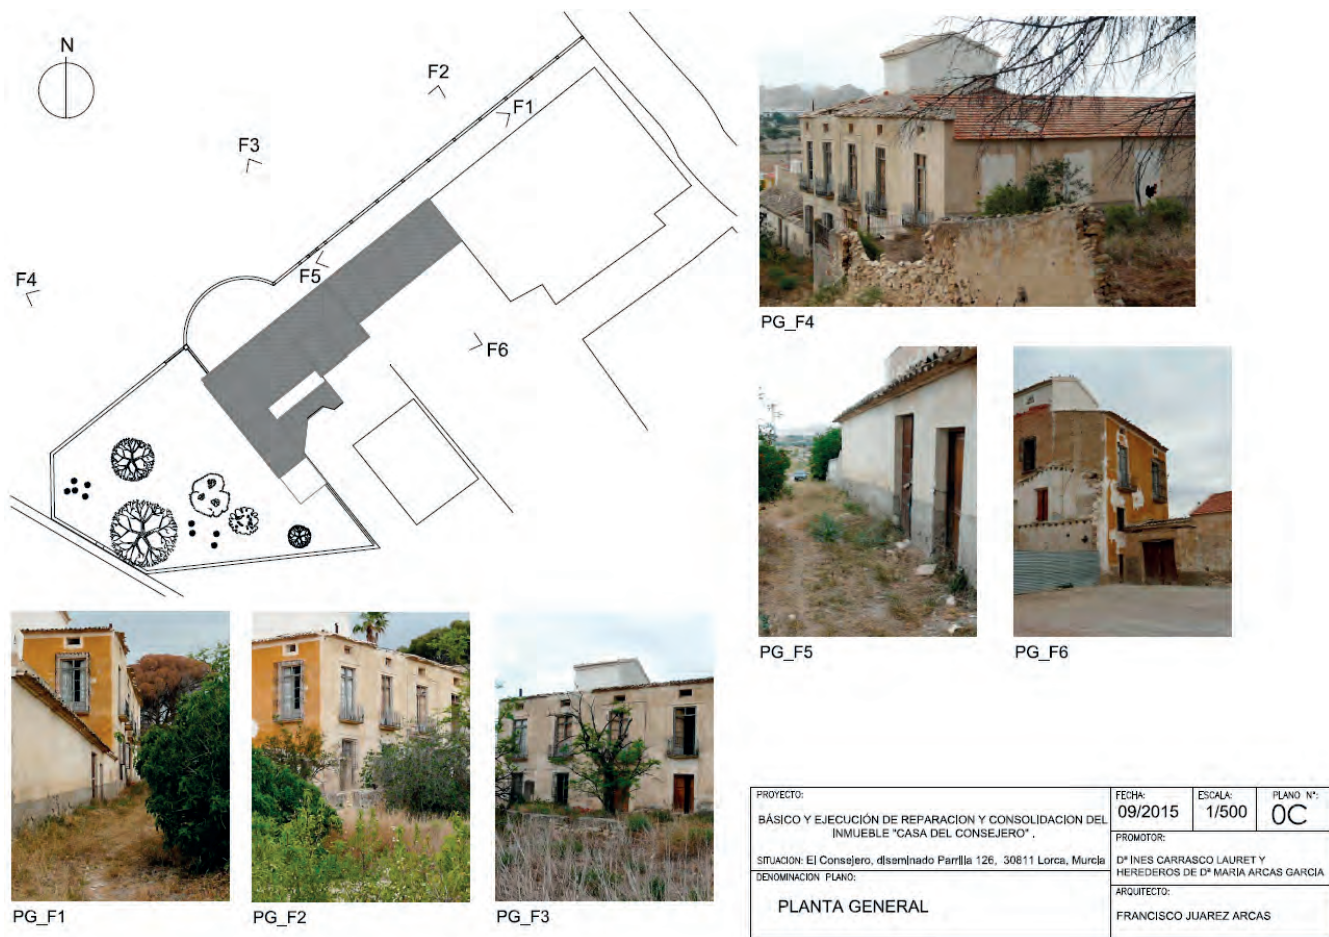 N
F2
F1
F3
F5
F4
F6
PG_F4
PG_F5
PG_F6
PG_F1
PG_F2
PG_F3
PROYECTO:
BÁSICO Y EJECUCIÓN DE REPARACION Y CONSOLIDACION DEL
INMUEBLE "CASA DEL CONSEJERO" .
SITUACION: El Consejero, diseminado Parrilla 126, 30811 Lorca, Murcia
DENOMINACION PLANO:
PLANTA GENERAL
FECHA:
09/2015
ESCALA:
1/500
PLANO Nº:
0C
PROMOTOR:
Dª INES CARRASCO LAURET Y
HEREDEROS DE Dª MARIA ARCAS GARCIA
ARQUITECTO:
FRANCISCO JUAREZ ARCAS